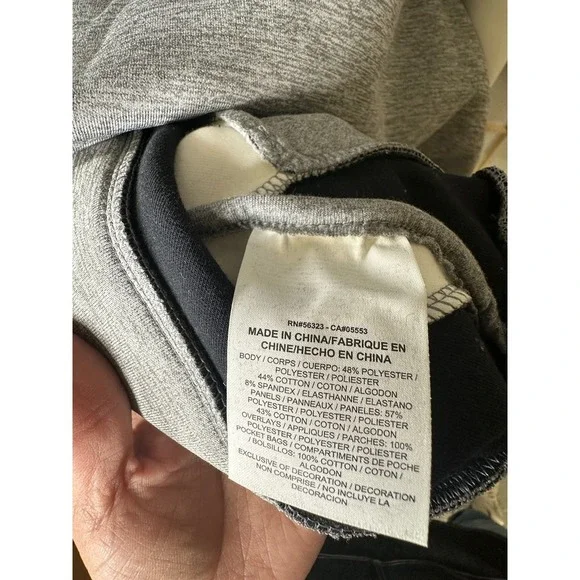 RN#56323 - CA#05553
MADE IN CHINA/FABRIQUE EN
CHINE/HECHO EN CHINA
BODY / CORPS / CUERPO: 48% POLYESTER /
POLYESTER / POLIESTER
44% COTTON / COTON / ALGODON
8% SPANDEX / ELASTHANNE / ELASTANO
PANELS / PANNEAUX / PANELES: 57%
POLYESTER / POLYESTER / POLIESTER
43% COTTON / COTON / ALGODON
OVERLAYS / APPLIQUES / PARCHES: 100%
POLYESTER / POLYESTER / POLIESTER
POCKET BAGS / COMPARTIMENTS DE POCHE
/ BOLSILLOS: 100% COTTON / COTON /
ALGODON
EXCLUSIVE OF DECORATION / DECORATION
NON COMPRISE / NO INCLUYE LA
DECORACION